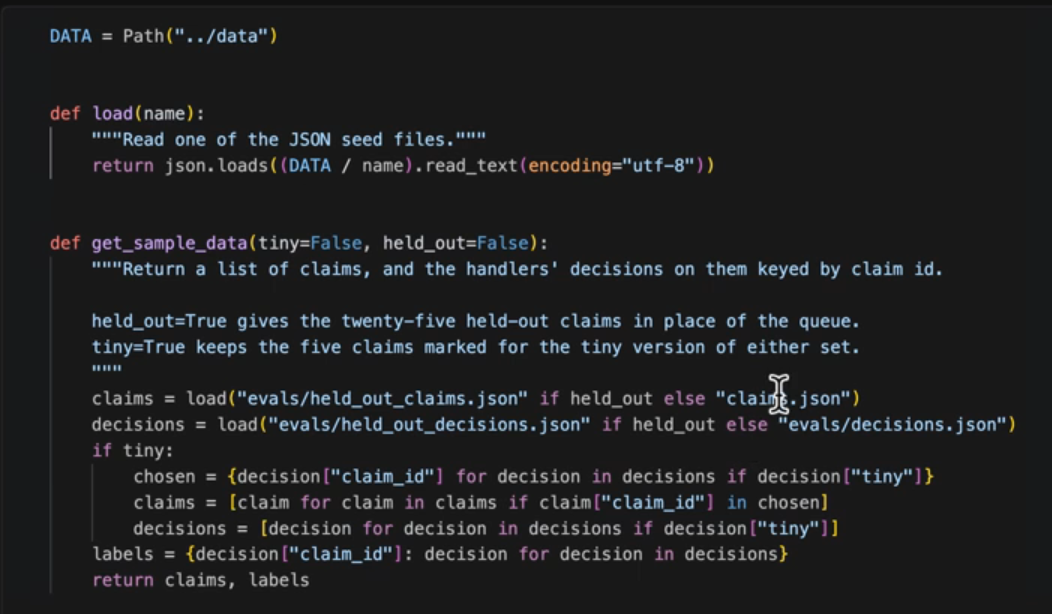 DATA = Path("../data")
def load(name):
"""Read one of the JSON seed files."""
return json.loads((DATA / name).read_text(encoding="utf-8"))
def get_sample_data(tiny=False, held_out=False):
"""Return a list of claims, and the handlers' decisions on them keyed by claim id.
held_out=True gives the twenty-five held-out claims in place of the queue.
tiny=True keeps the five claims marked for the tiny version of either set.
"""
claims = load("evals/held_out_claims.json" if held_out else "claims.json")
decisions = load("evals/held_out_decisions.json" if held_out else "evals/decisions.json")
if tiny:
chosen = {decision["claim_id"] for decision in decisions if decision["tiny"]}
claims = [claim for claim in claims if claim["claim_id"] in chosen]
decisions = [decision for decision in decisions if decision["tiny"]]
labels = {decision["claim_id"]: decision for decision in decisions}
return claims, labels